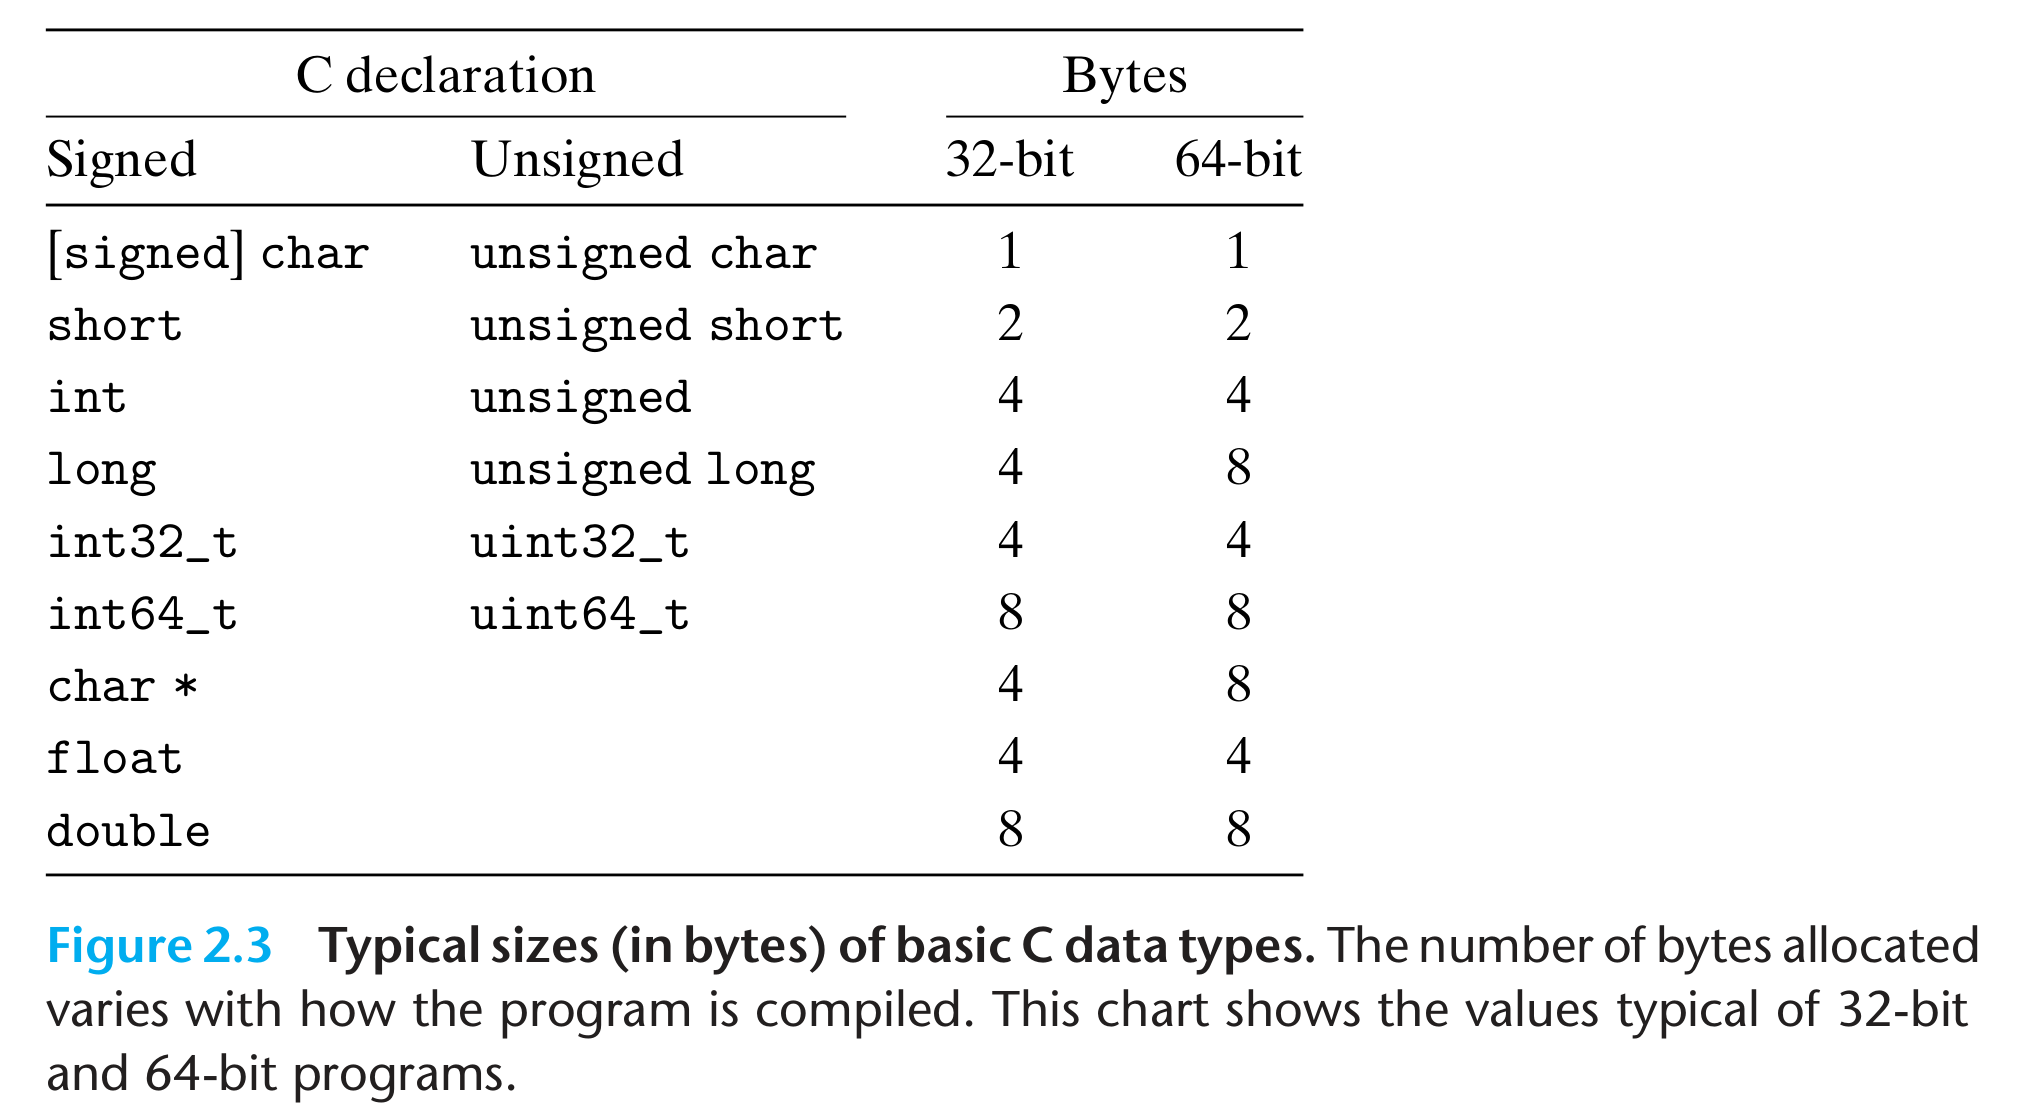 C declaration Bytes
Signed Unsigned 32-bit 64-bit
[signed] char unsigned char 1 1
short unsigned short 2 2
int unsigned 4 4
long unsigned long 4 8
int32_t uint32_t 4 4
int64_t uint64_t 8 8
char * 4 8
float 4 4
double 8 8
Figure 2.3 Typical sizes (in bytes) of basic C data types. The number of bytes allocated
varies with how the program is compiled. This chart shows the values typical of 32-bit
and 64-bit programs.